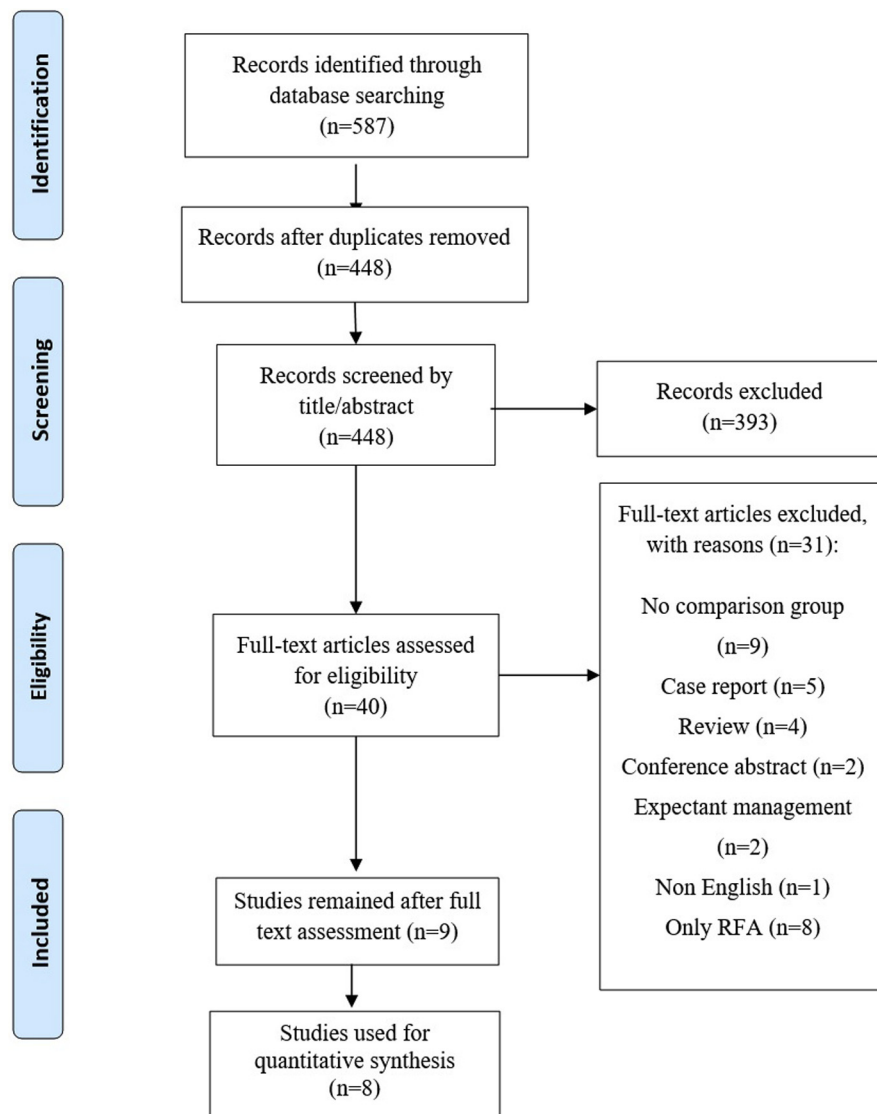 Identification
Records identified through
database searching
(n=587)
Records after duplicates removed
(n=448)
Screening
Records screened by
title/abstract
(n=448)
Records excluded
(n=393)
Eligibility
Full-text articles assessed
for eligibility
(n=40)
Full-text articles excluded,
with reasons (n=31):
No comparison group
(n=9)
Case report (n=5)
Review (n=4)
Conference abstract (n=2)
Expectant management
(n=2)
Non English (n=1)
Only RFA (n=8)
Included
Studies remained after full
text assessment (n=9)
Studies used for
quantitative synthesis
(n=8)